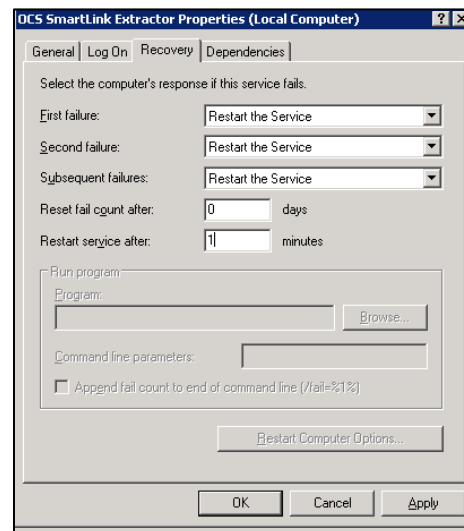 OCS SmartLink Extractor Properties (Local Computer)
General Log On Recovery Dependencies
Select the computer's response if this service fails.
First failure: Restart the Service
Second failure: Restart the Service
Subsequent failures: Restart the Service
Reset fail count after: 0 days
Restart service after: 1 minutes
Run program
Program:
Browse...
Command line parameters:
Append fail count to end of command line (/fail=%1%)
Restart Computer Options...
OK Cancel Apply